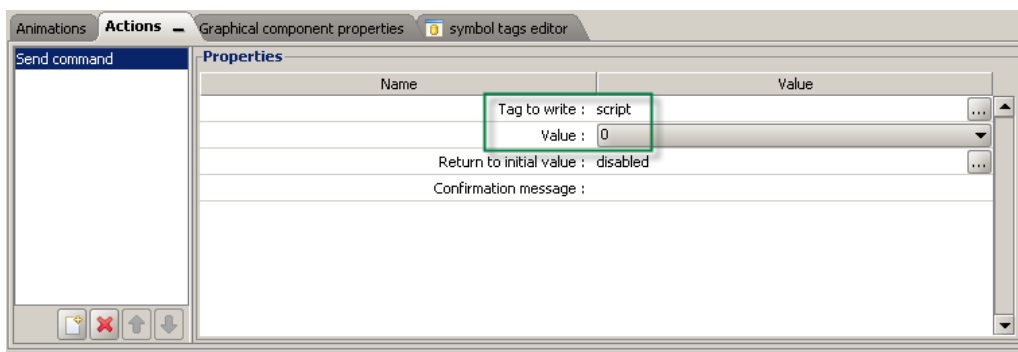 Animations Actions Graphical component properties symbol tags editor
Send command
Properties
Name Value
Tag to write : script ...
Value : 0
Return to initial value : disabled ...
Confirmation message :